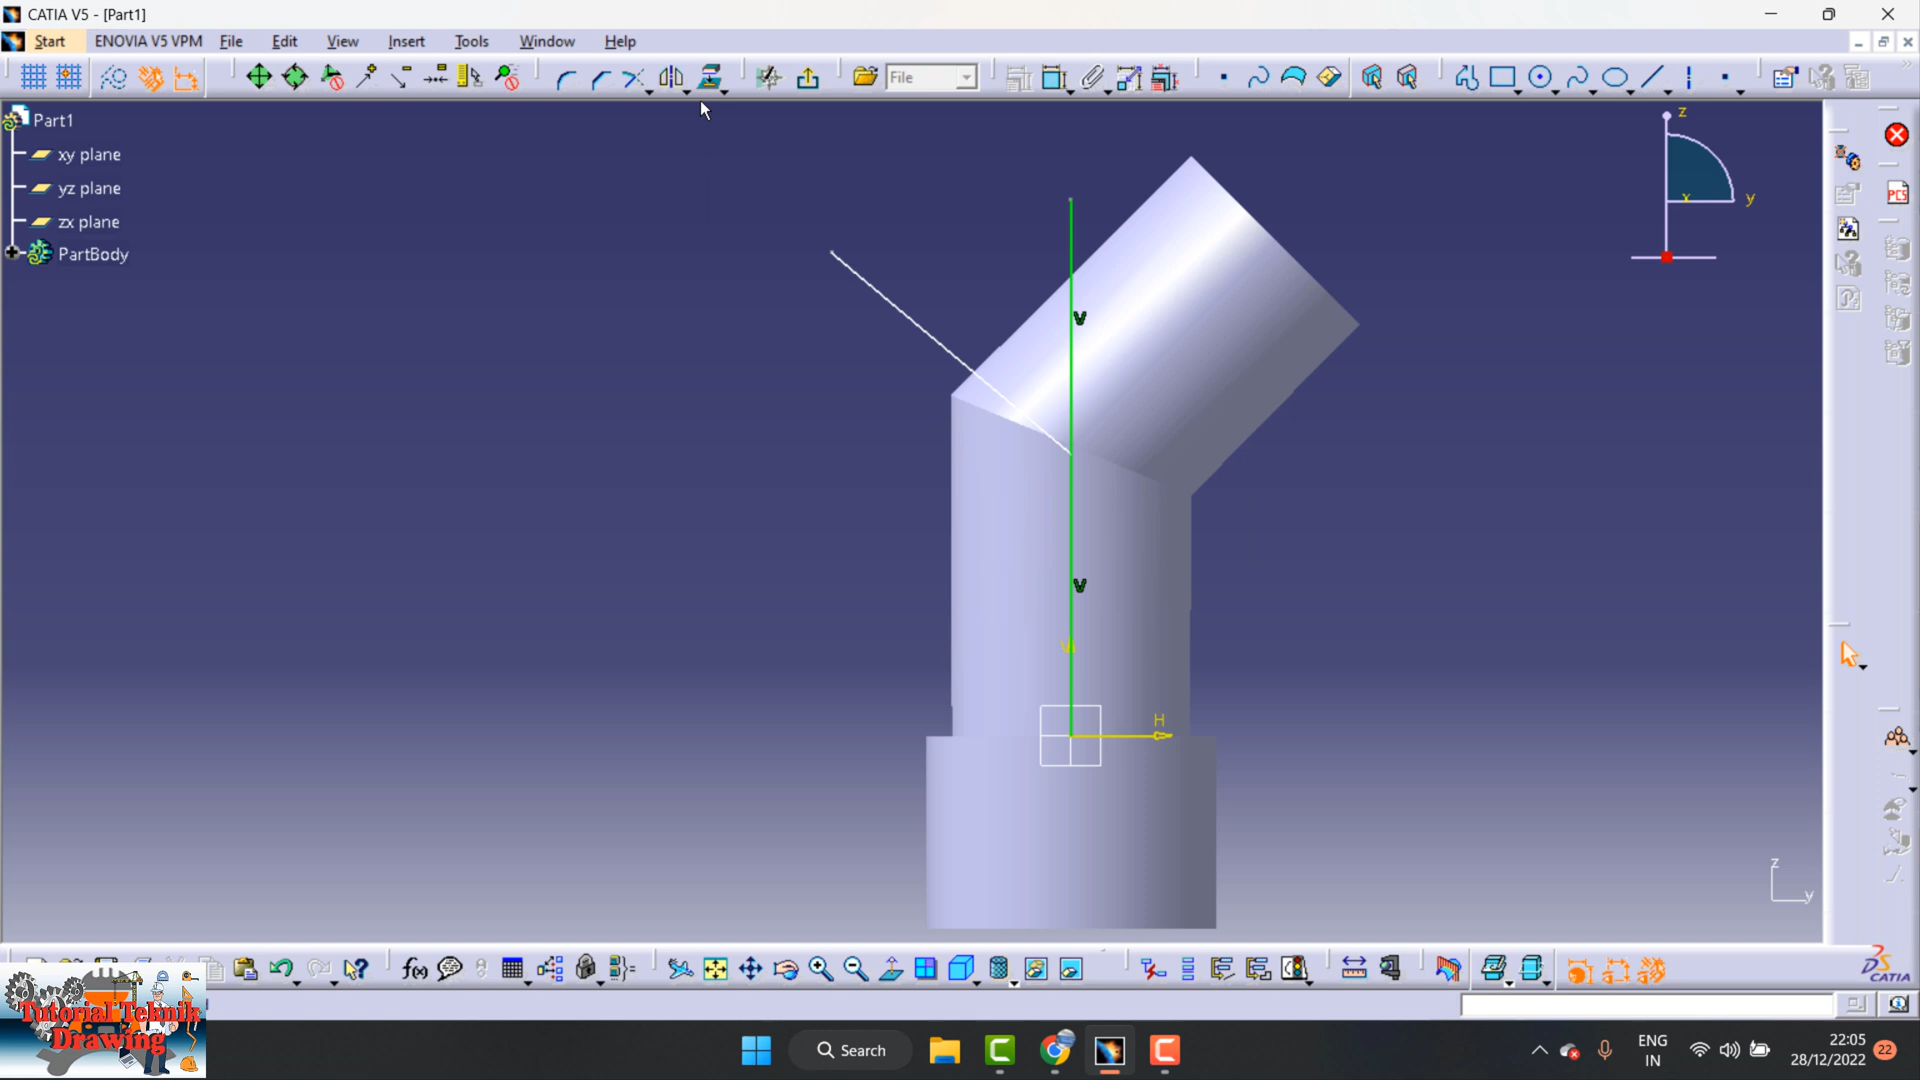 CATIA V5 - [Part1]
Start ENOVIA V5 VPM File Edit View Insert Tools Window Help
File
Part1
xy plane
yz plane
zx plane
PartBody
z
x
y
PCS
V
V
H
z
y
f(x)
CATIA
Tutorial Teknik
Drawing
Search
ENG
IN
22:05
28/12/2022
22